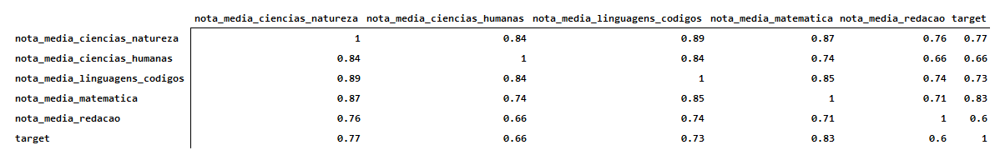 nota_media_ciencias_natureza nota_media_ciencias_humanas nota_media_linguagens_codigos nota_media_matematica nota_media_redacao target
nota_media_ciencias_natureza 1 0.84 0.89 0.87 0.76 0.77
nota_media_ciencias_humanas 0.84 1 0.84 0.74 0.66 0.66
nota_media_linguagens_codigos 0.89 0.84 1 0.85 0.74 0.73
nota_media_matematica 0.87 0.74 0.85 1 0.71 0.83
nota_media_redacao 0.76 0.66 0.74 0.71 1 0.6
target 0.77 0.66 0.73 0.83 0.6 1